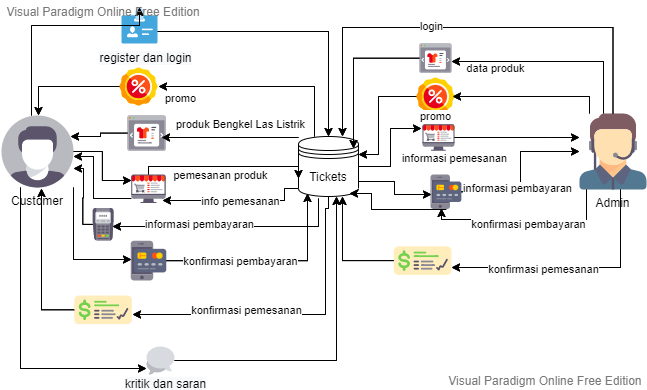 Visual Paradigm Online Free Edition
login
register dan login
data produk
promo
promo
produk Bengkel Las Listrik
informasi pemesanan
pemesanan produk
Tickets
informasi pembayaran
Customer
info pemesanan
Admin
informasi pembayaran
konfirmasi pembayaran
konfirmasi pembayaran
konfirmasi pemesanan
konfirmasi pemesanan
kritik dan saran
Visual Paradigm Online Free Edition